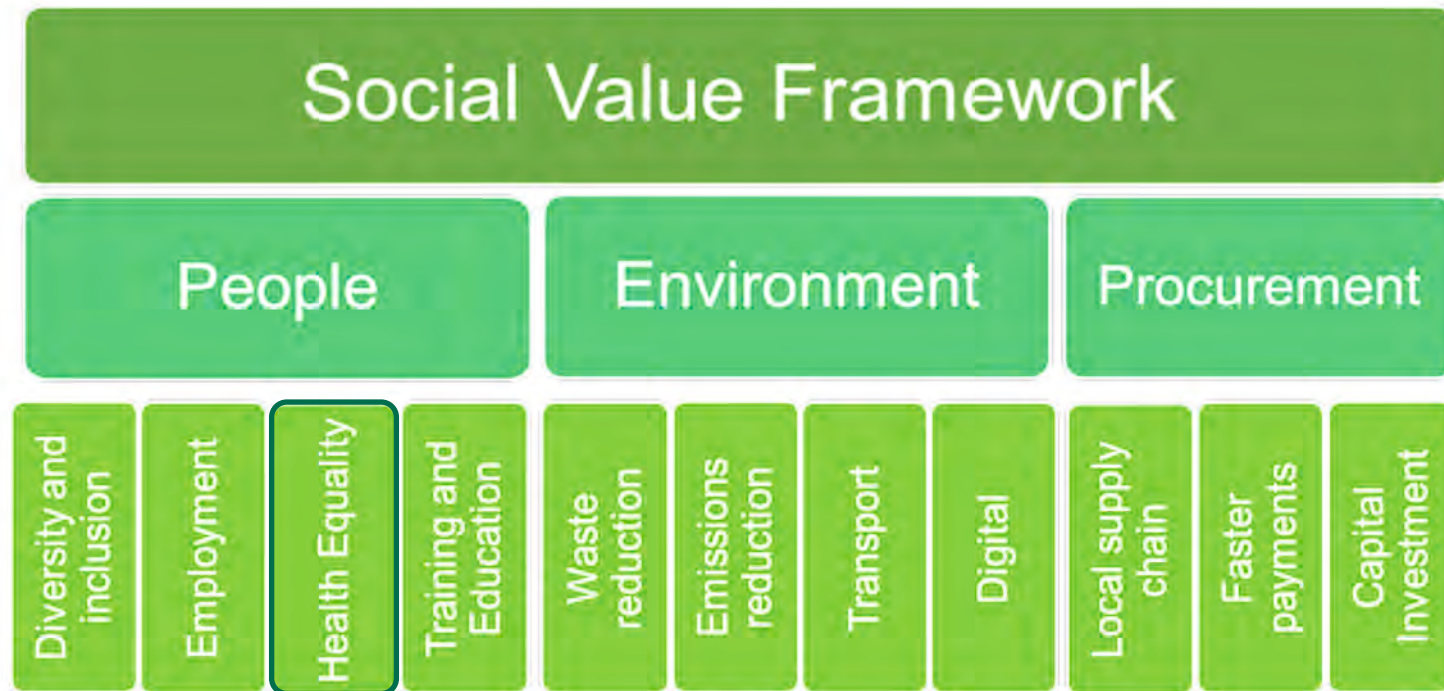 Social Value Framework
People
Environment
Procurement
Diversity and
inclusion
Employment
Health Equality
Training and
Education
Waste
reduction
Emissions
reduction
Transport
Digital
Local supply
chain
Faster
payments
Capital
Investment